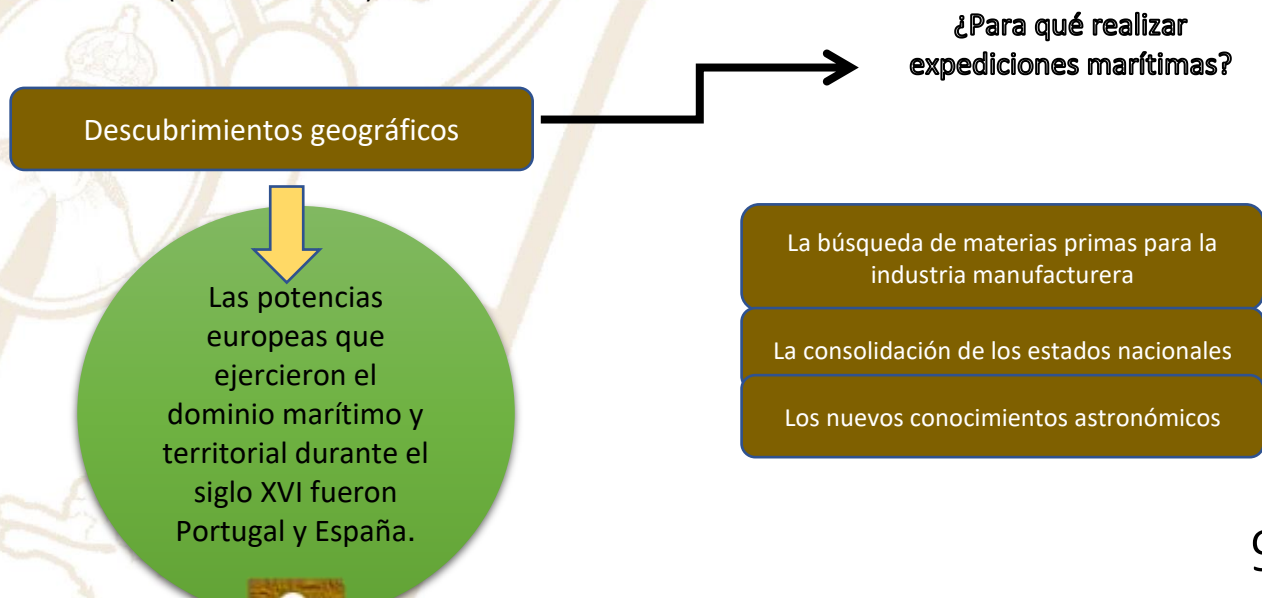 ¿Para qué realizar
expediciones marítimas?
Descubrimientos geográficos
Las potencias
europeas que
ejercieron el
dominio marítimo y
territorial durante el
siglo XVI fueron
Portugal y España.
La búsqueda de materias primas para la
industria manufacturera
La consolidación de los estados nacionales
Los nuevos conocimientos astronómicos